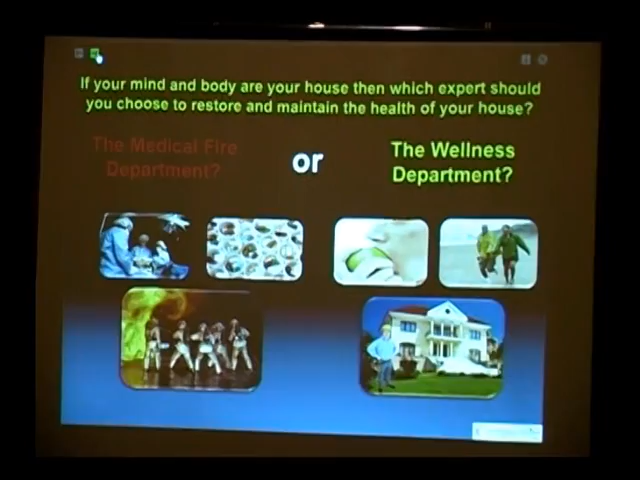 If your mind and body are your house then which expert should
you choose to restore and maintain the health of your house?
The Medical Fire
Department?
or
The Wellness
Department?